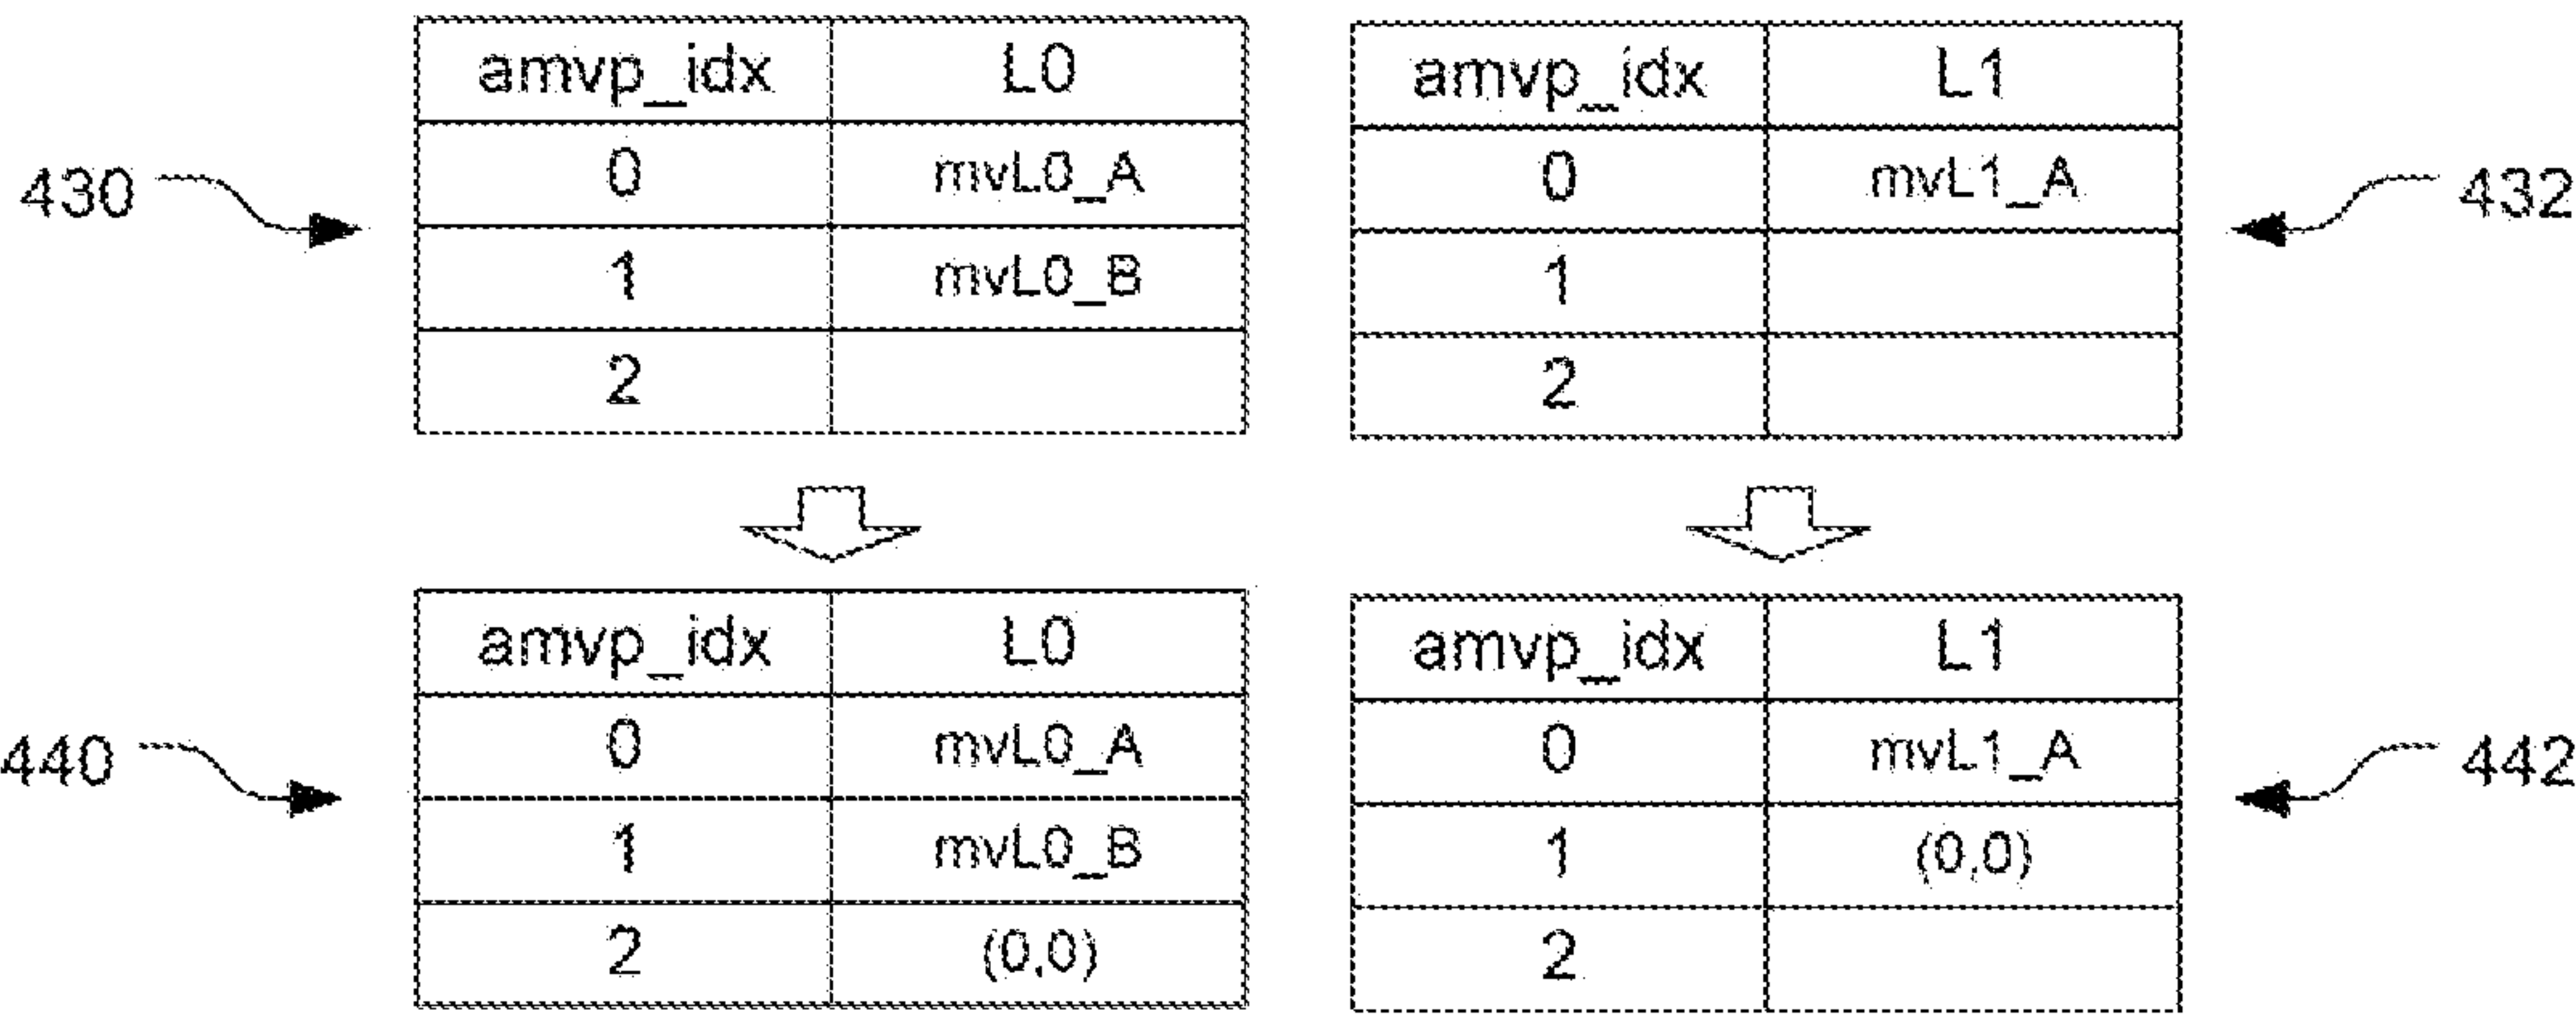 amvp_idx L0 amvp_idx L1
430 0 mvL0_A 0 mvL1_A 432
1 mvL0_B 1
2 2
amvp_idx L0 amvp_idx L1
440 0 mvL0_A 0 mvL1_A 442
1 mvL0_B 1 (0,0)
2 (0,0) 2